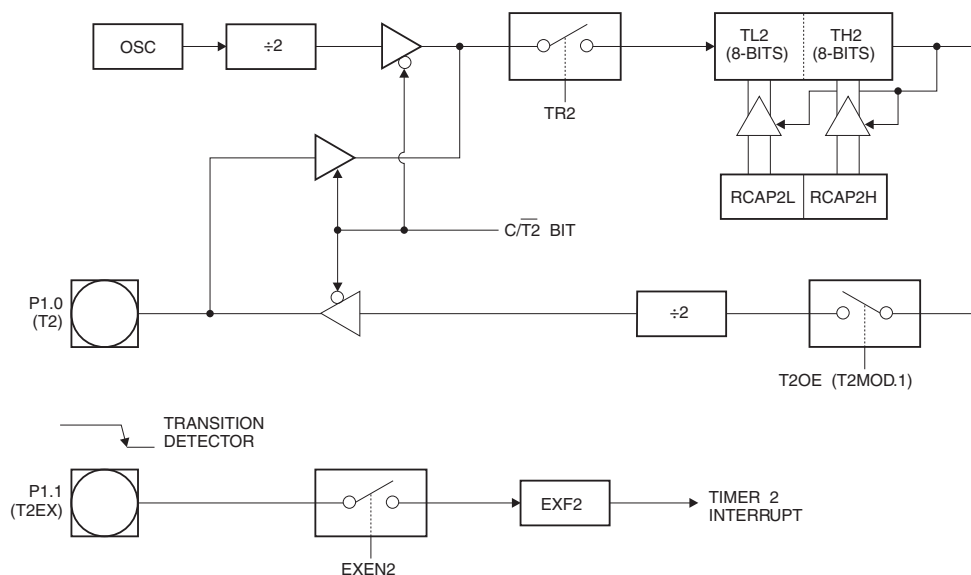 OSC
÷2
TR2
TL2
(8-BITS)
TH2
(8-BITS)
RCAP2L
RCAP2H
C/T2 BIT
P1.0
(T2)
÷2
T2OE (T2MOD.1)
TRANSITION
DETECTOR
P1.1
(T2EX)
EXEN2
EXF2
TIMER 2
INTERRUPT